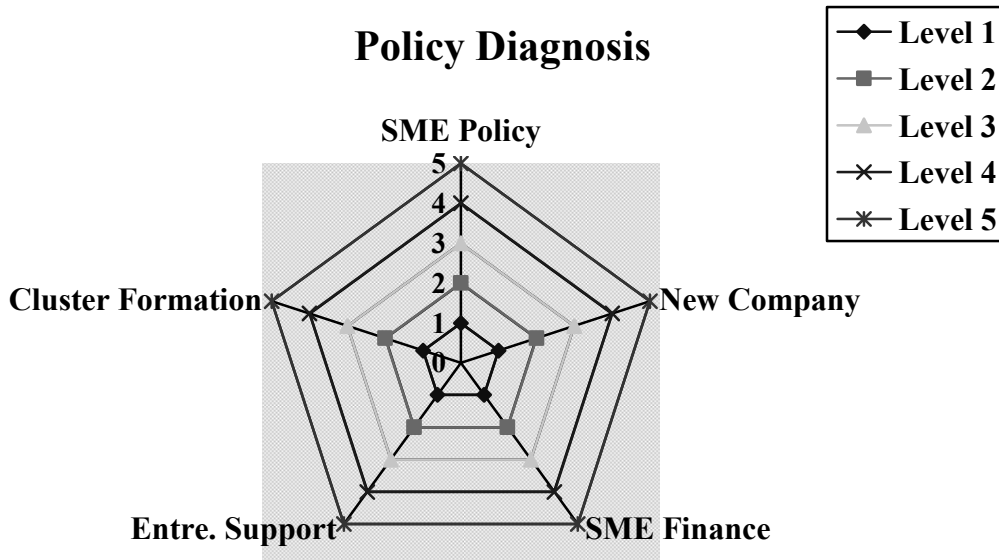 Policy Diagnosis
Level 1
Level 2
Level 3
Level 4
Level 5
SME Policy
5
4
3
2
1
0
Cluster Formation
New Company
Entre. Support
SME Finance